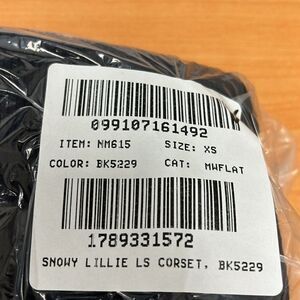 099107161492
ITEM: NM615 SIZE: XS
COLOR: BK5229 CAT: MWFLAT
1789331572
SNOWY LILLIE LS CORSET, BK5229